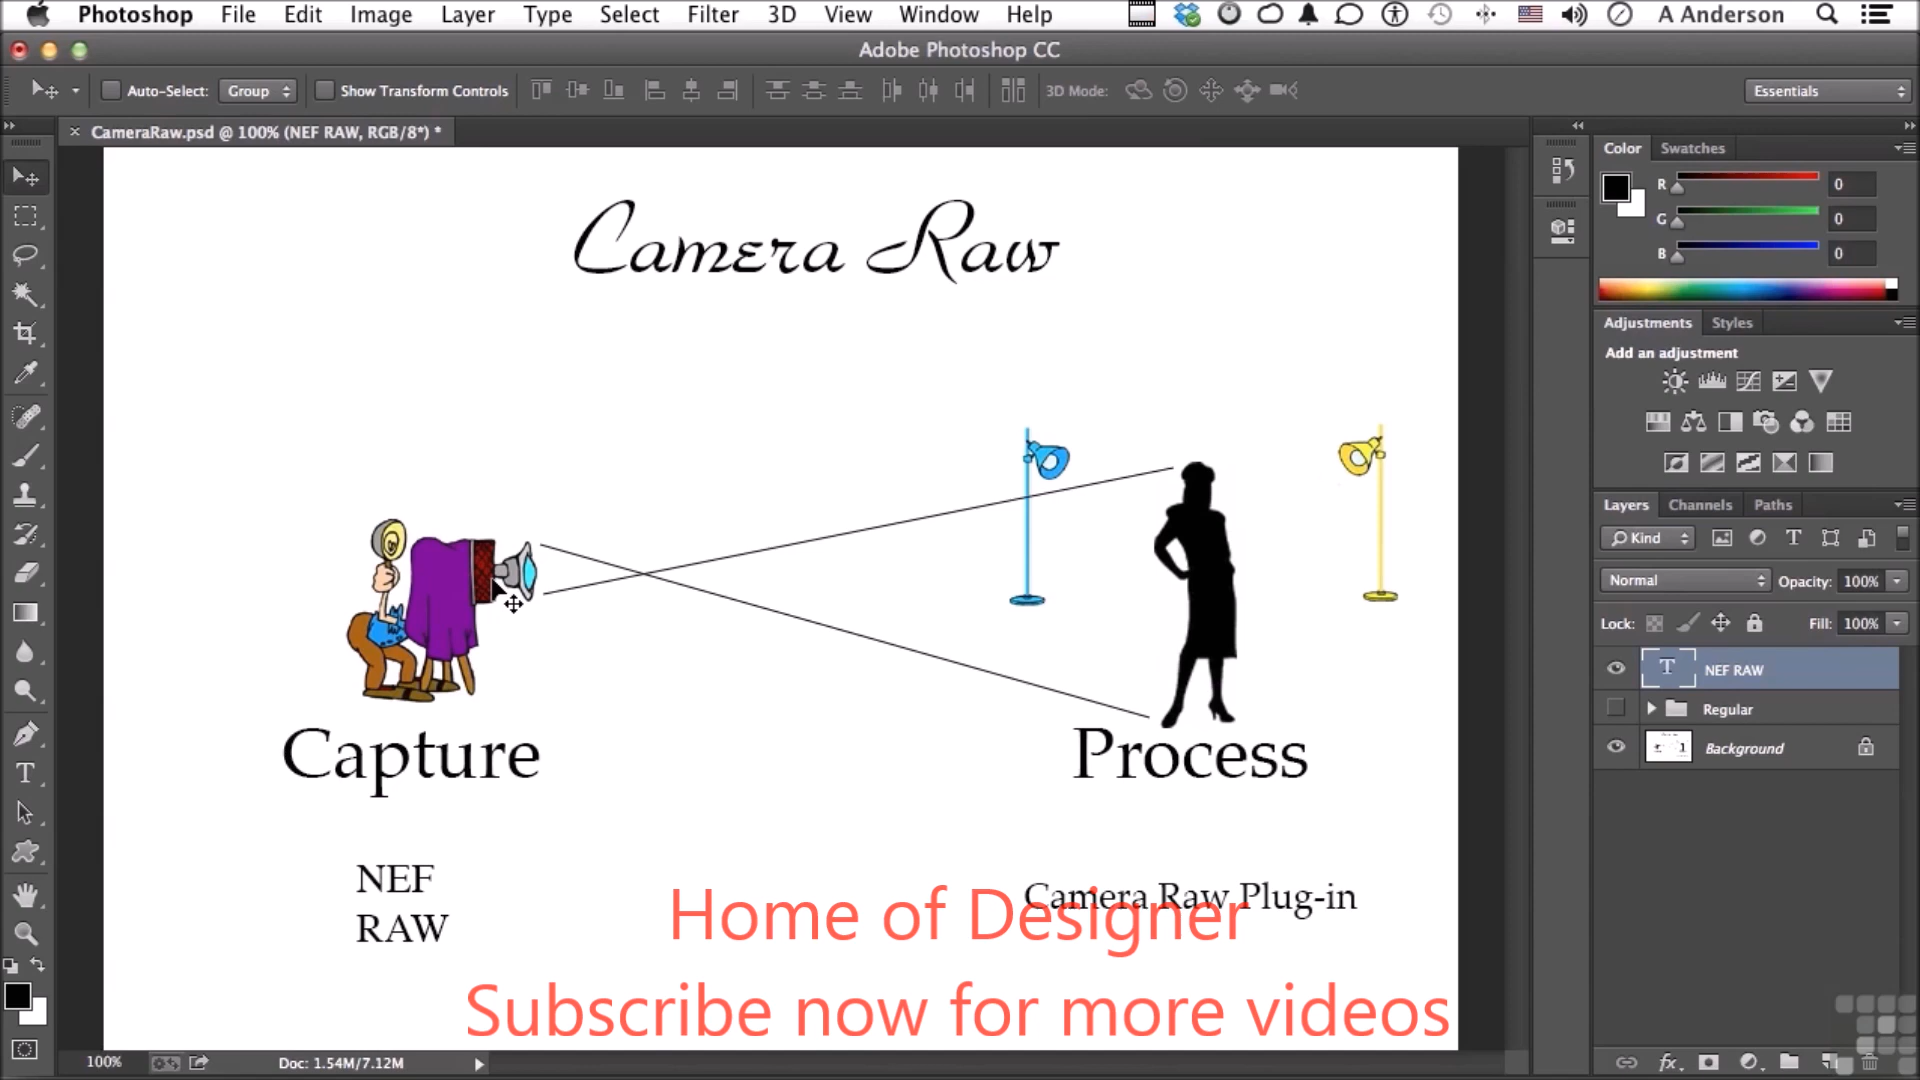 Photoshop File Edit Image Layer Type Select Filter 3D View Window Help A Anderson
Adobe Photoshop CC
Auto-Select: Group Show Transform Controls 3D Mode: Essentials
CameraRaw.psd @ 100% (NEF RAW, RGB/8*) *
Color Swatches
R 0
G 0
B 0
Camera Raw
Adjustments Styles
Add an adjustment
Layers Channels Paths
Kind
Normal Opacity: 100%
Lock: Fill: 100%
NEF RAW
Regular
Background
Capture
Process
NEF
RAW
Camera Raw Plug-in
Home of Designer
Subscribe now for more videos
100% Doc: 1.54M/7.12M